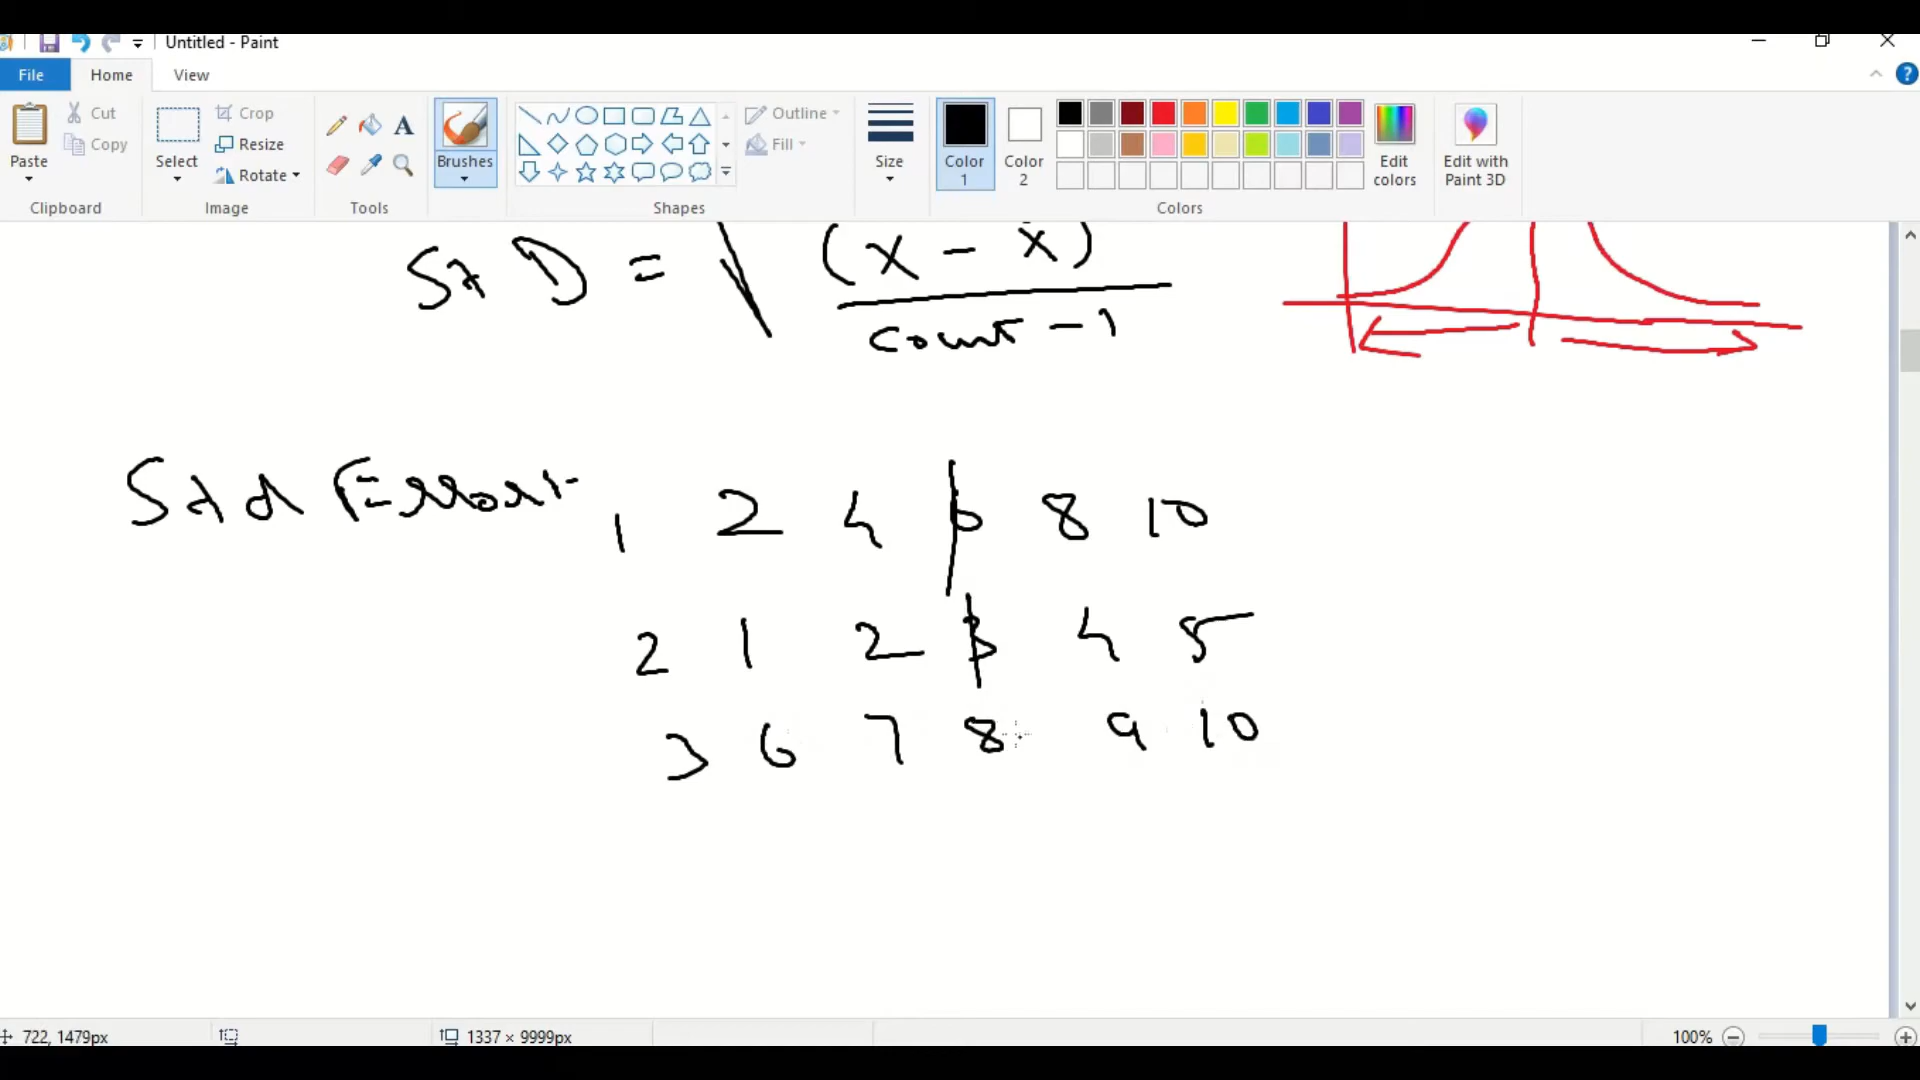 Untitled - Paint
File Home View
Paste
Cut
Copy
Clipboard
Select
Crop
Resize
Rotate
Image
Tools
Brushes
Shapes
Outline
Fill
Size
Color 1
Color 2
Colors
Edit colors
Edit with Paint 3D
St D = √ (x - x)
count - 1
Std Error
1 2 4 6 8 10
2 1 2 3 4 5
3 6 7 8 9 10
722, 1479px
1337 × 9999px
100%